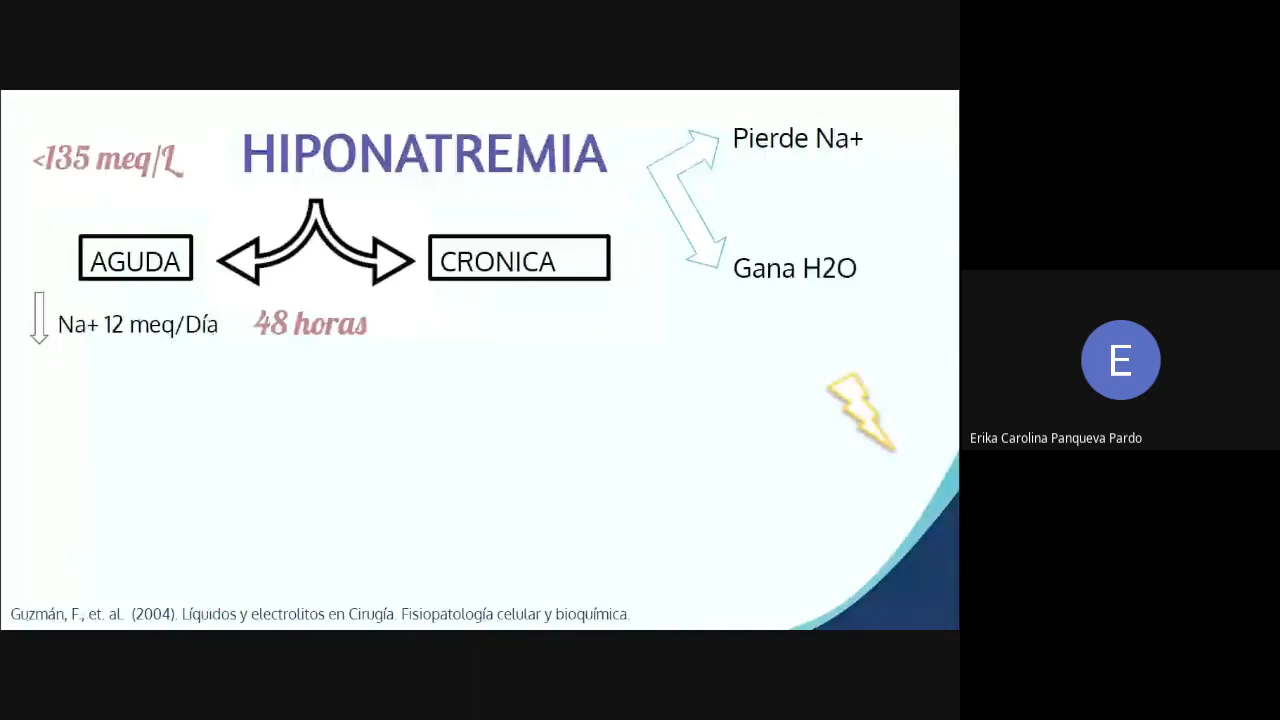 <135 meq/L
HIPONATREMIA
Pierde Na+
Gana H2O
AGUDA
CRONICA
Na+ 12 meq/Día
48 horas
Guzmán, F., et. al. (2004). Líquidos y electrolitos en Cirugía. Fisiopatología celular y bioquímica.
E
Erika Carolina Panqueva Pardo